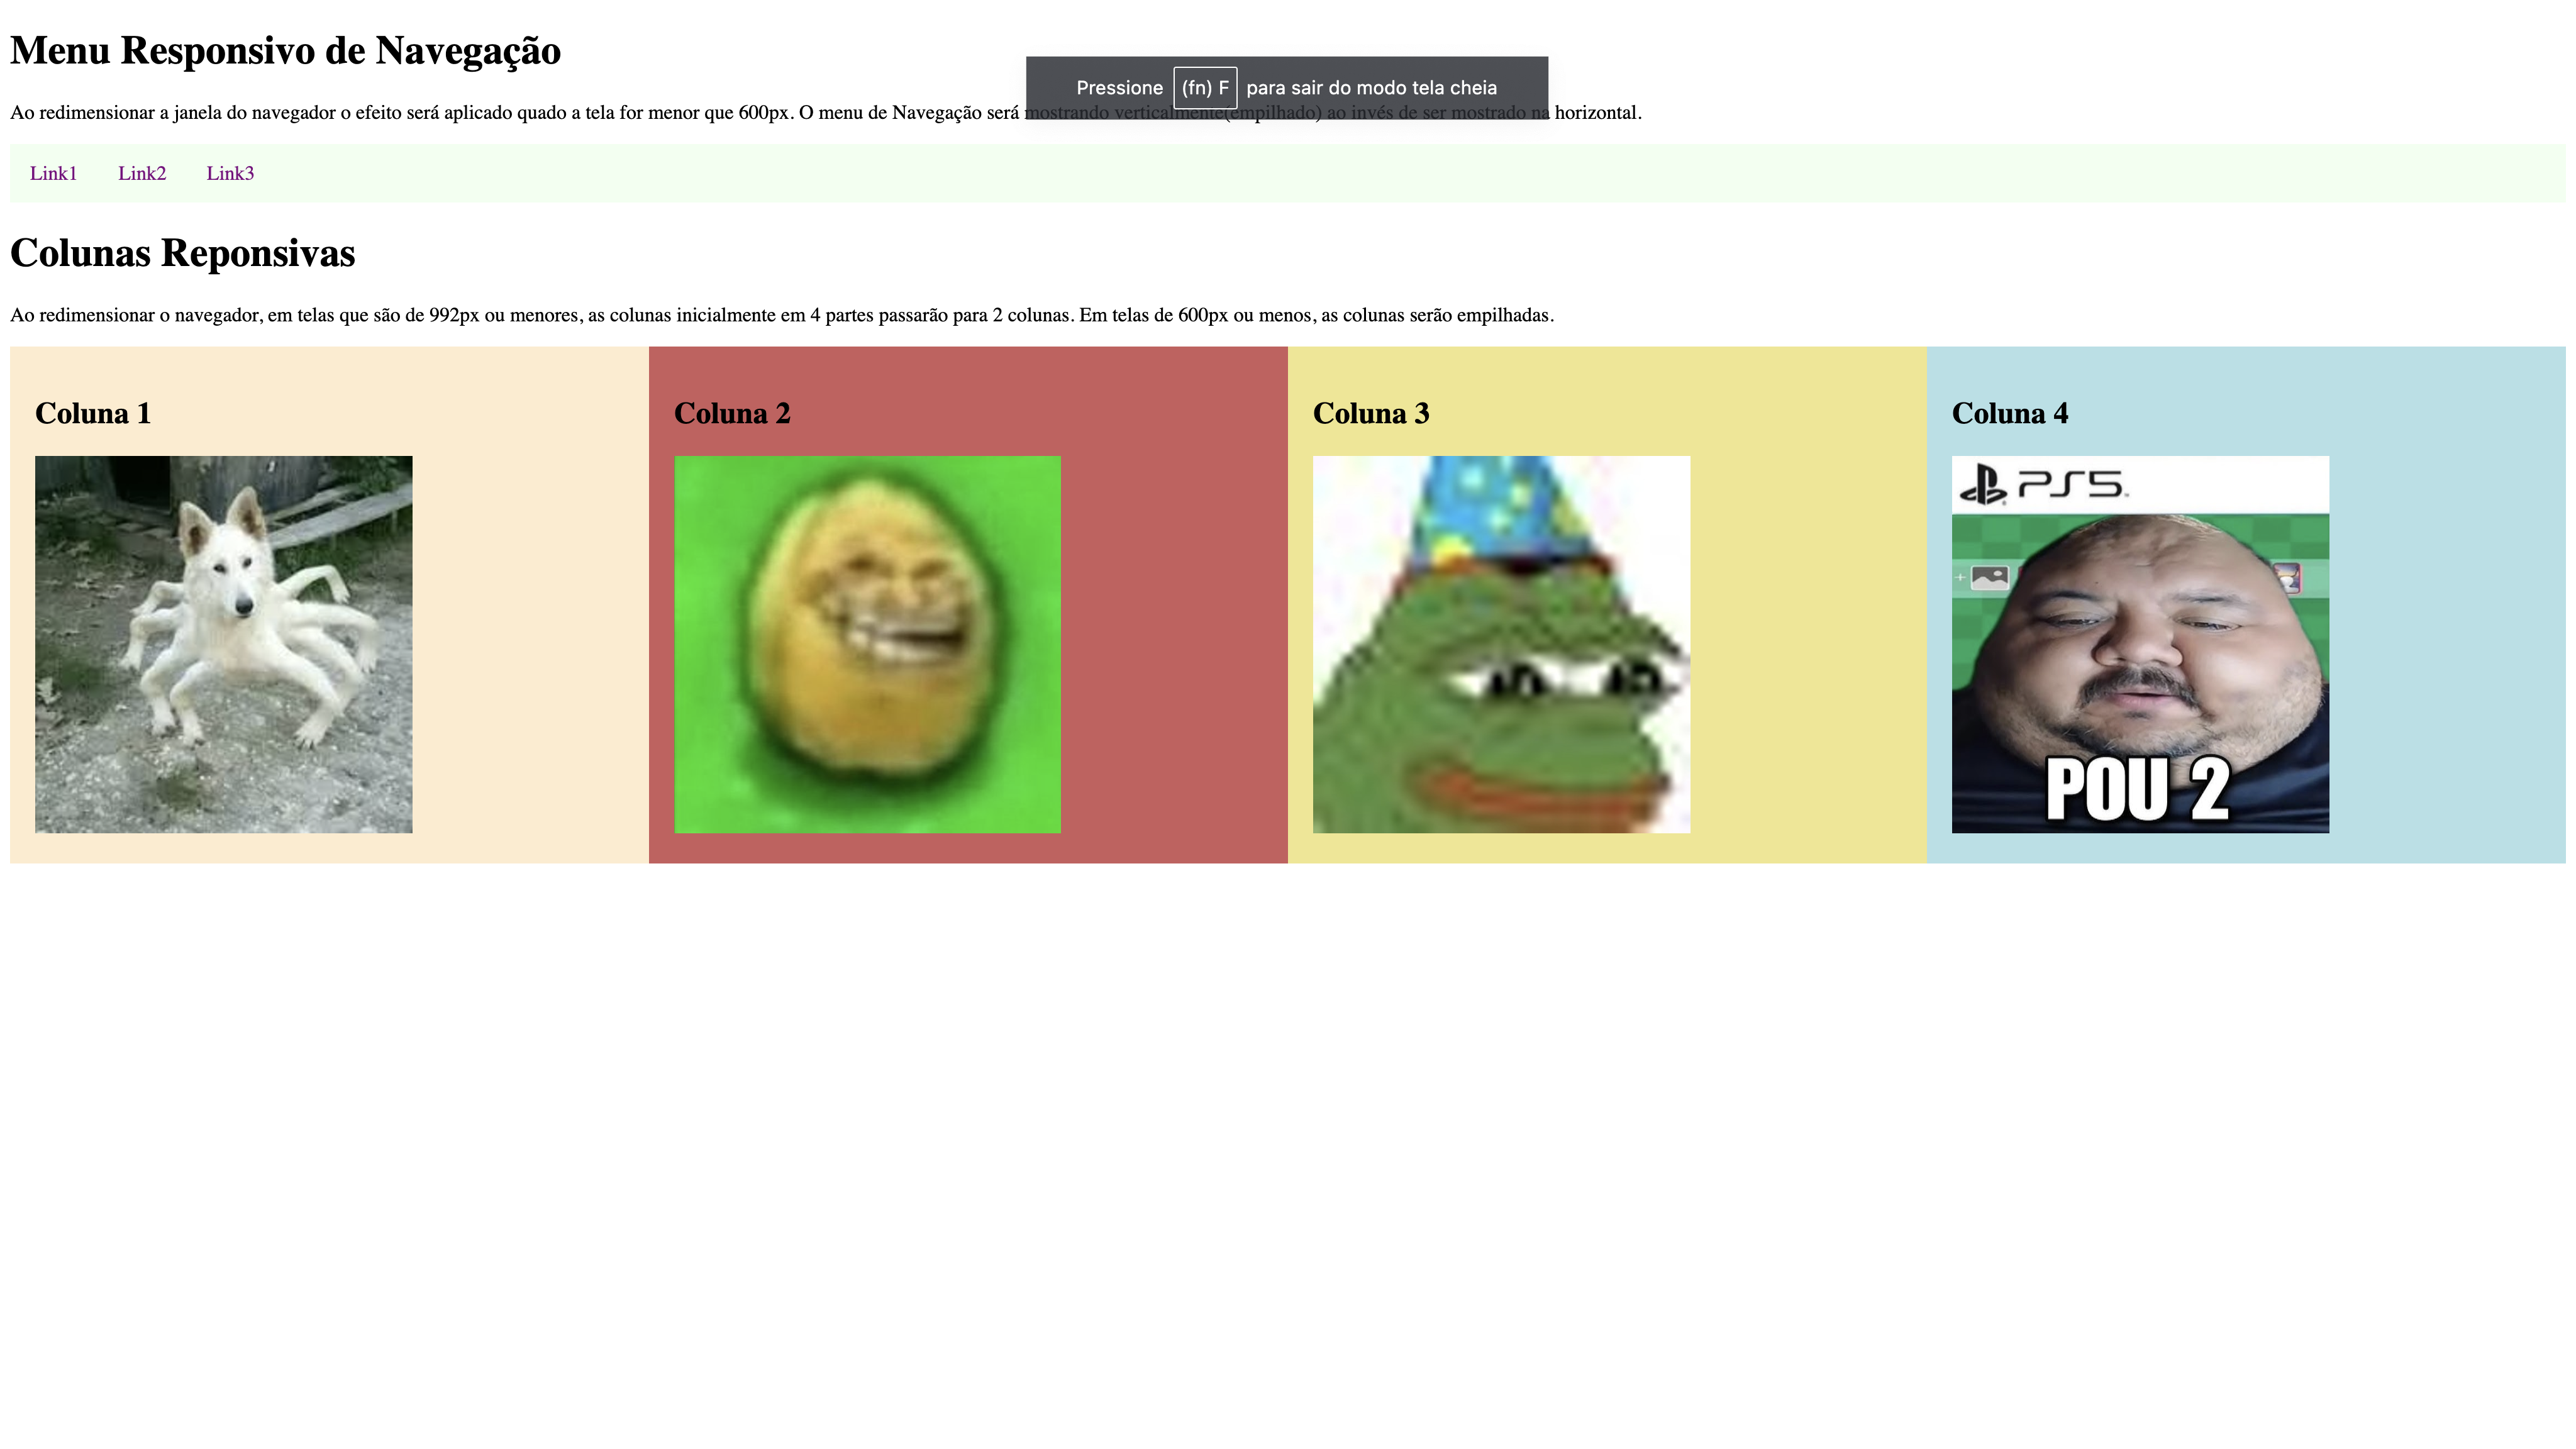 Menu Responsivo de Navegação
Pressione (fn) F para sair do modo tela cheia
Ao redimensionar a janela do navegador o efeito será aplicado quado a tela for menor que 600px. O menu de Navegação será mostrando verticalmente(empilhado) ao invés de ser mostrado na horizontal.
Link1 Link2 Link3
Colunas Reponsivas
Ao redimensionar o navegador, em telas que são de 992px ou menores, as colunas inicialmente em 4 partes passarão para 2 colunas. Em telas de 600px ou menos, as colunas serão empilhadas.
Coluna 1
Coluna 2
Coluna 3
Coluna 4
PS5
POU 2